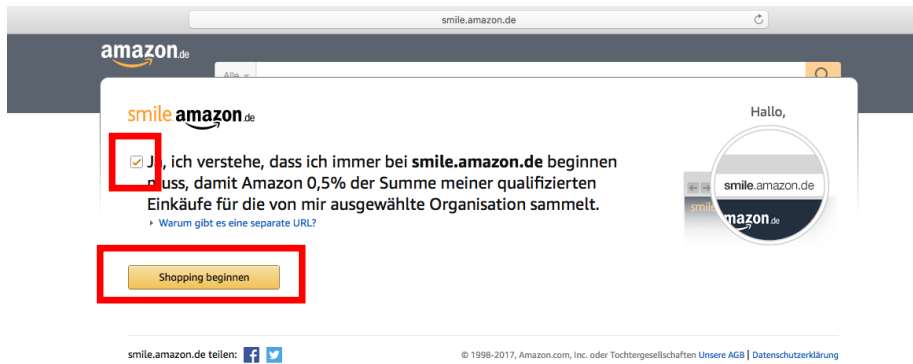 smile.amazon.de
amazon.de
Alle
smile amazon.de
Hallo,
Ja, ich verstehe, dass ich immer bei smile.amazon.de beginnen
muss, damit Amazon 0,5% der Summe meiner qualifizierten
Einkäufe für die von mir ausgewählte Organisation sammelt.
Warum gibt es eine separate URL?
smile.amazon.de
smile
amazon.de
Shopping beginnen
smile.amazon.de teilen:
© 1998-2017, Amazon.com, Inc. oder Tochtergesellschaften Unsere AGB | Datenschutzerklärung